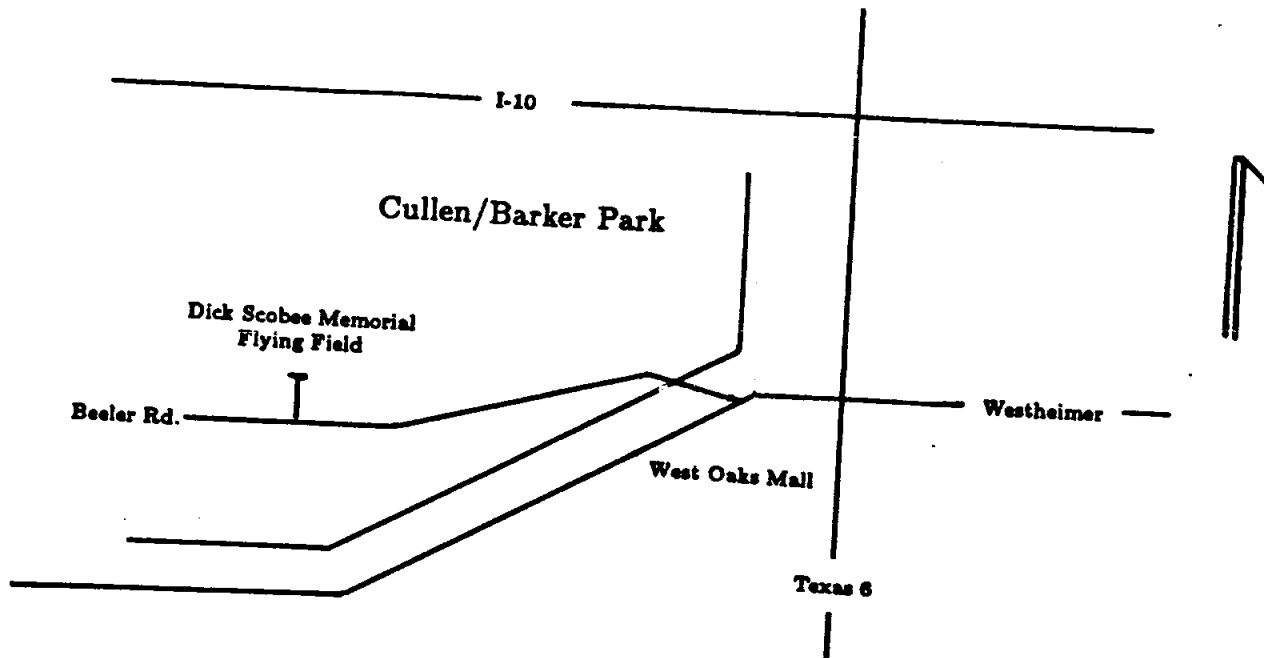 I-10
Cullen/Barker Park
Dick Scobee Memorial
Flying Field
Beeler Rd.
Westheimer
West Oaks Mall
Texas 6